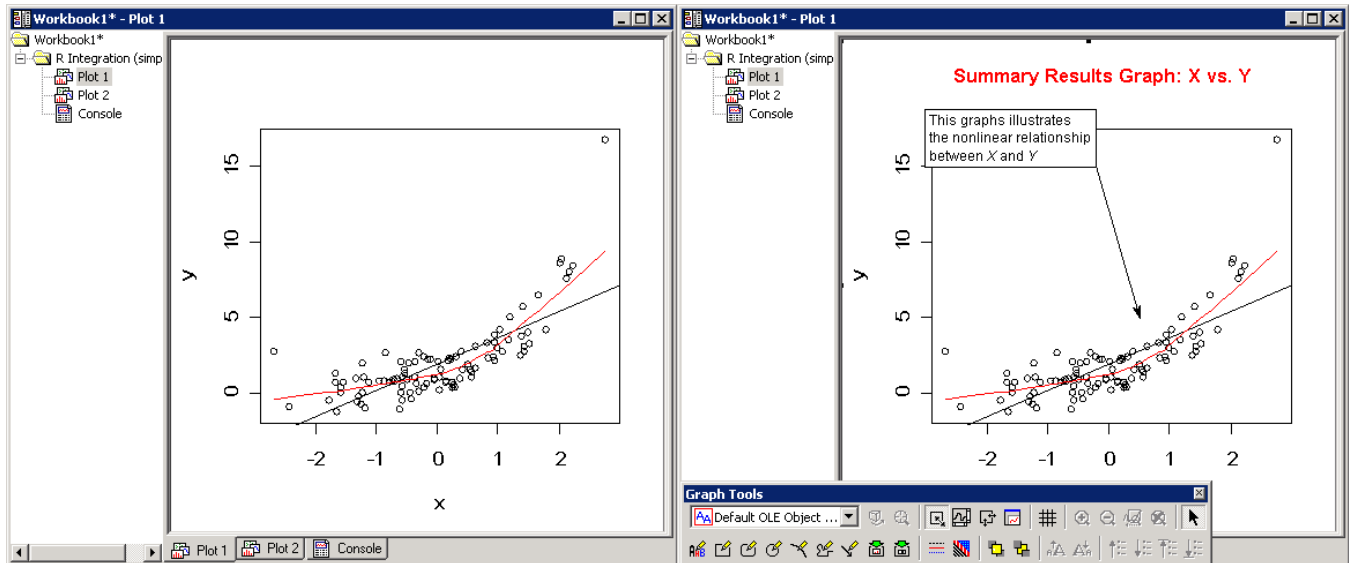 Workbook1* - Plot 1
Workbook1*
R Integration (simp
Plot 1
Plot 2
Console
15
10
5
0
y
-2 -1 0 1 2
x
Plot 1 Plot 2 Console
Workbook1* - Plot 1
Workbook1*
R Integration (simp
Plot 1
Plot 2
Console
Summary Results Graph: X vs. Y
This graphs illustrates
the nonlinear relationship
between X and Y
15
10
5
0
y
-2 -1 0 1 2
Graph Tools
Default OLE Object ...